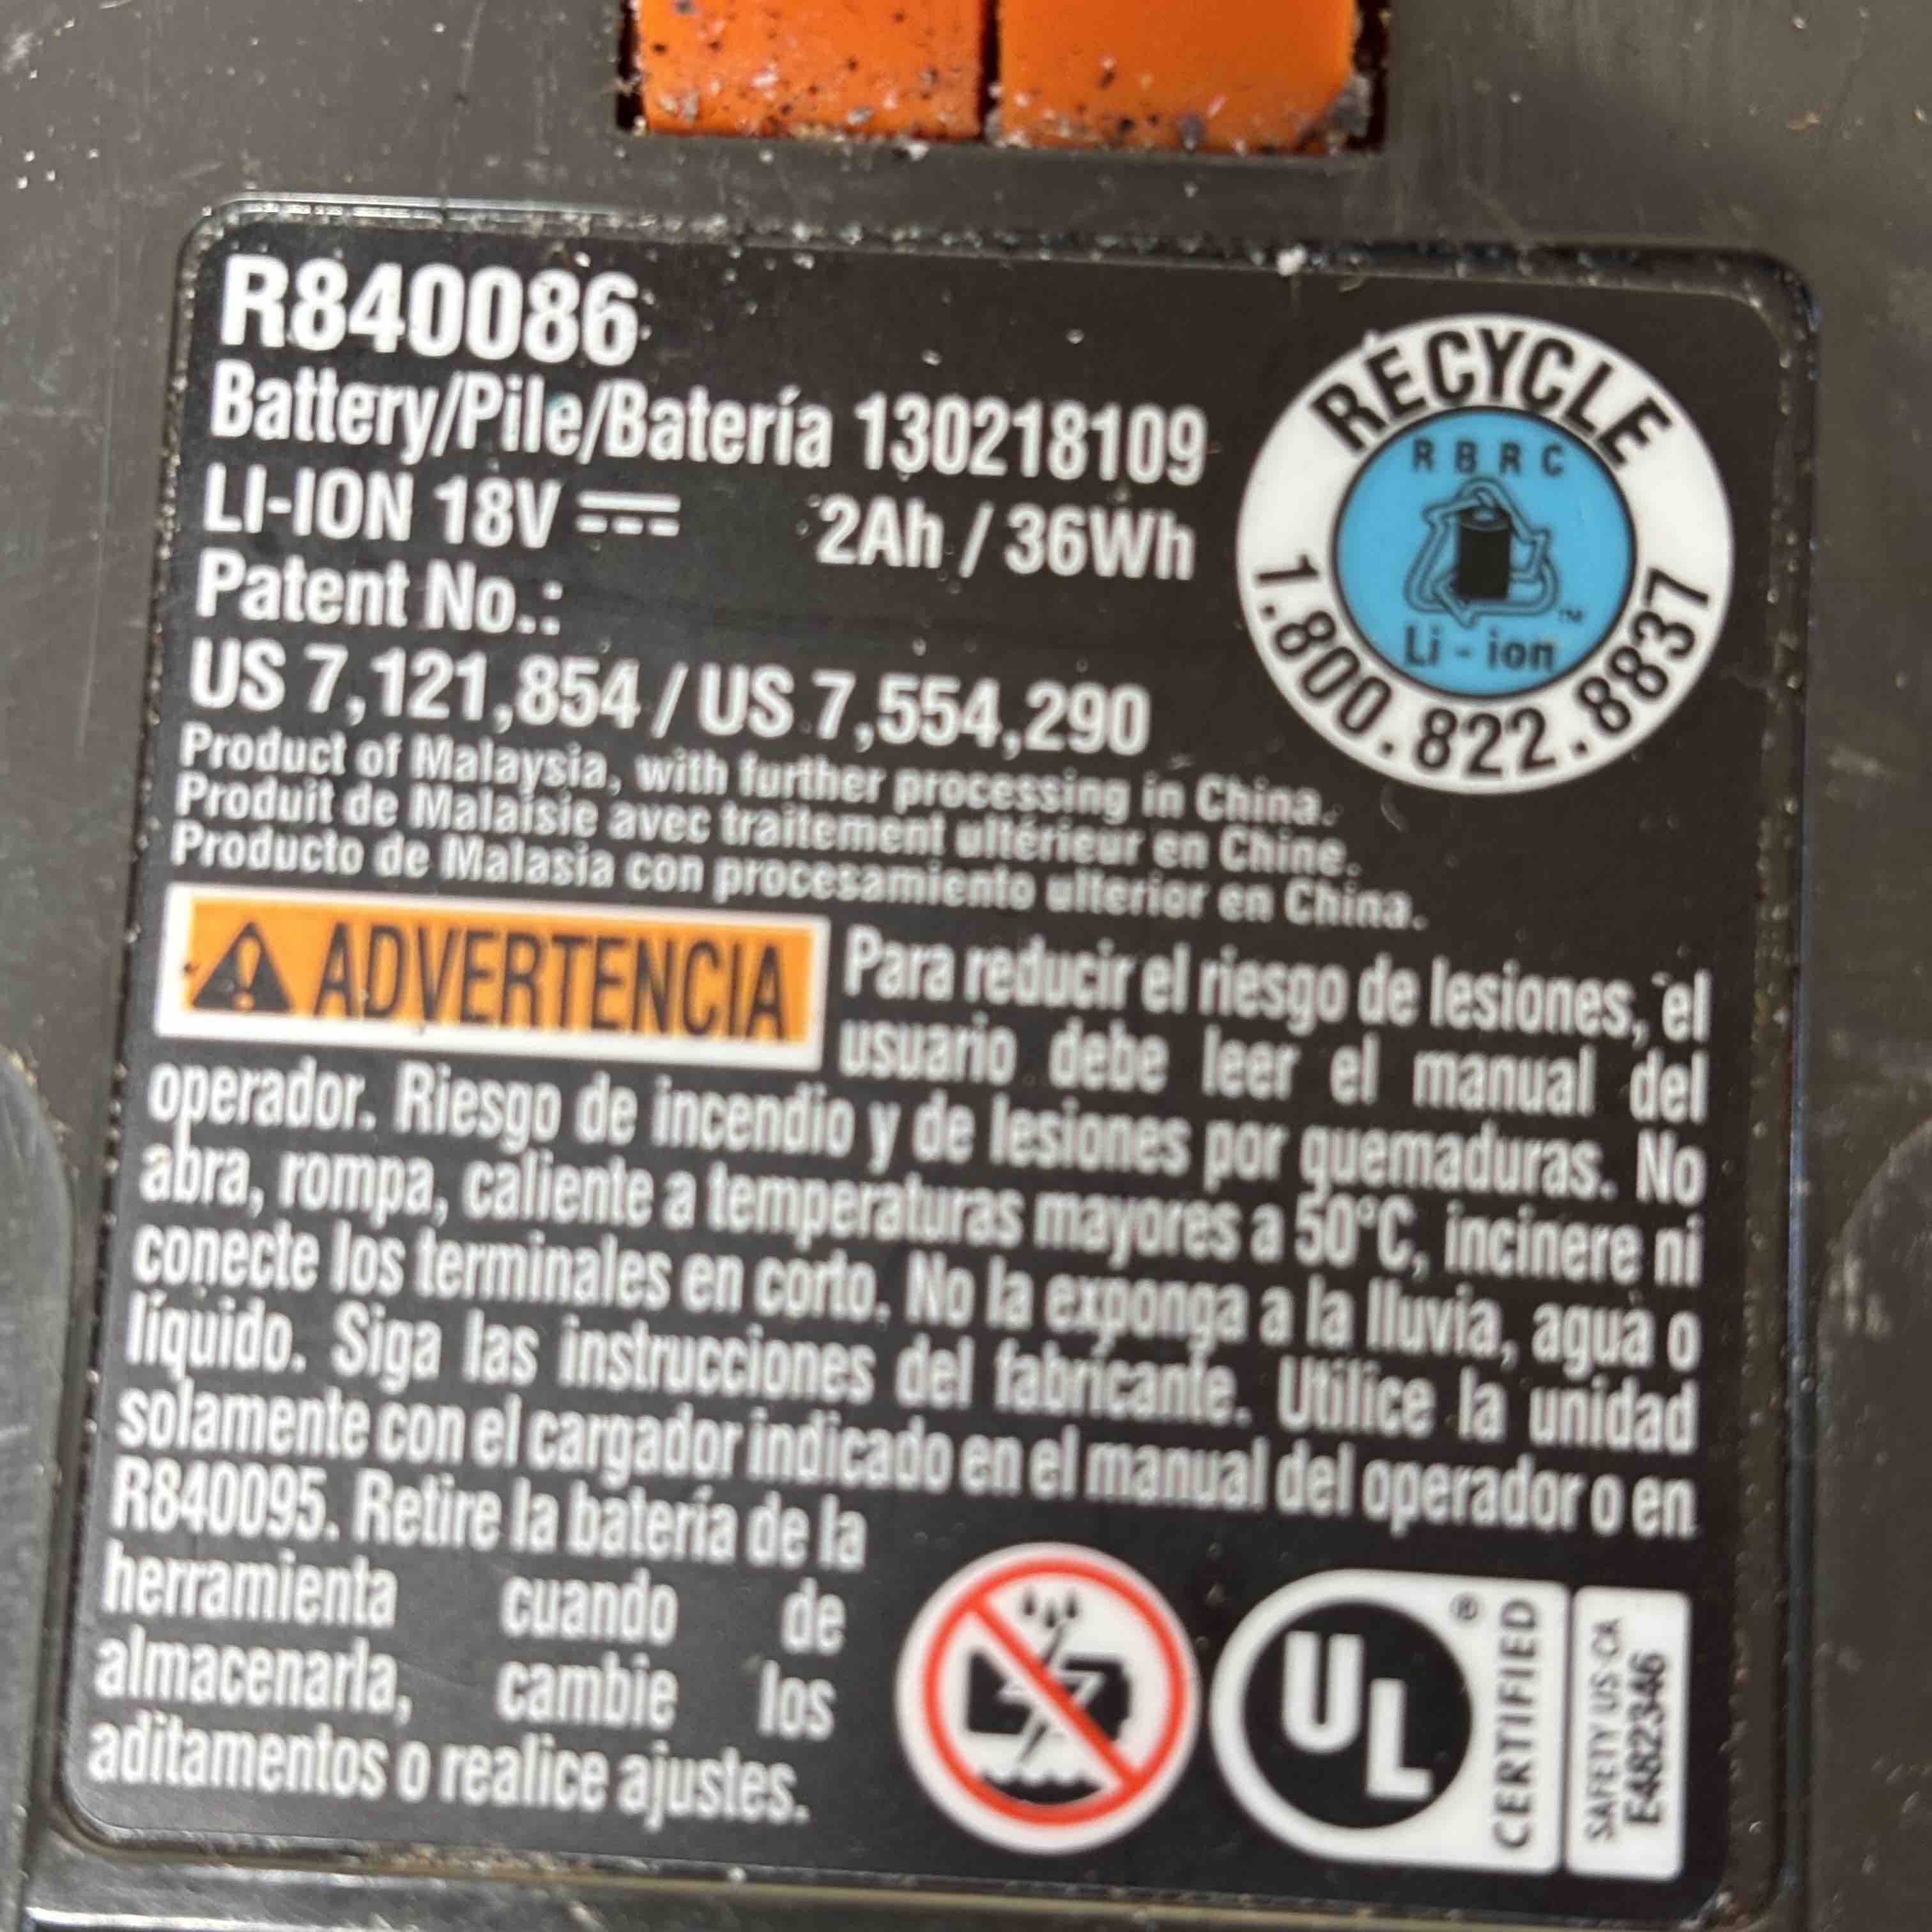 R840086
Battery/Pile/Batería 130218109
LI-ION 18V 2Ah / 36Wh
Patent No.:
US 7,121,854 / US 7,554,290
Product of Malaysia, with further processing in China.
Produit de Malaisie avec traitement ultérieur en Chine.
Producto de Malasia con procesamiento ulterior en China.
RECYCLE
RBRC
Li - ion
™
1.800.822.8837
ADVERTENCIA Para reducir el riesgo de lesiones, el
usuario debe leer el manual del
operador. Riesgo de incendio y de lesiones por quemaduras. No
abra, rompa, caliente a temperaturas mayores a 50°C, incinere ni
conecte los terminales en corto. No la exponga a la lluvia, agua o
líquido. Siga las instrucciones del fabricante. Utilice la unidad
solamente con el cargador indicado en el manual del operador o en
R840095. Retire la batería de la
herramienta cuando de
almacenarla, cambie los
aditamentos o realice ajustes.
UL ®
CERTIFIED
SAFETY US-CA
E482346